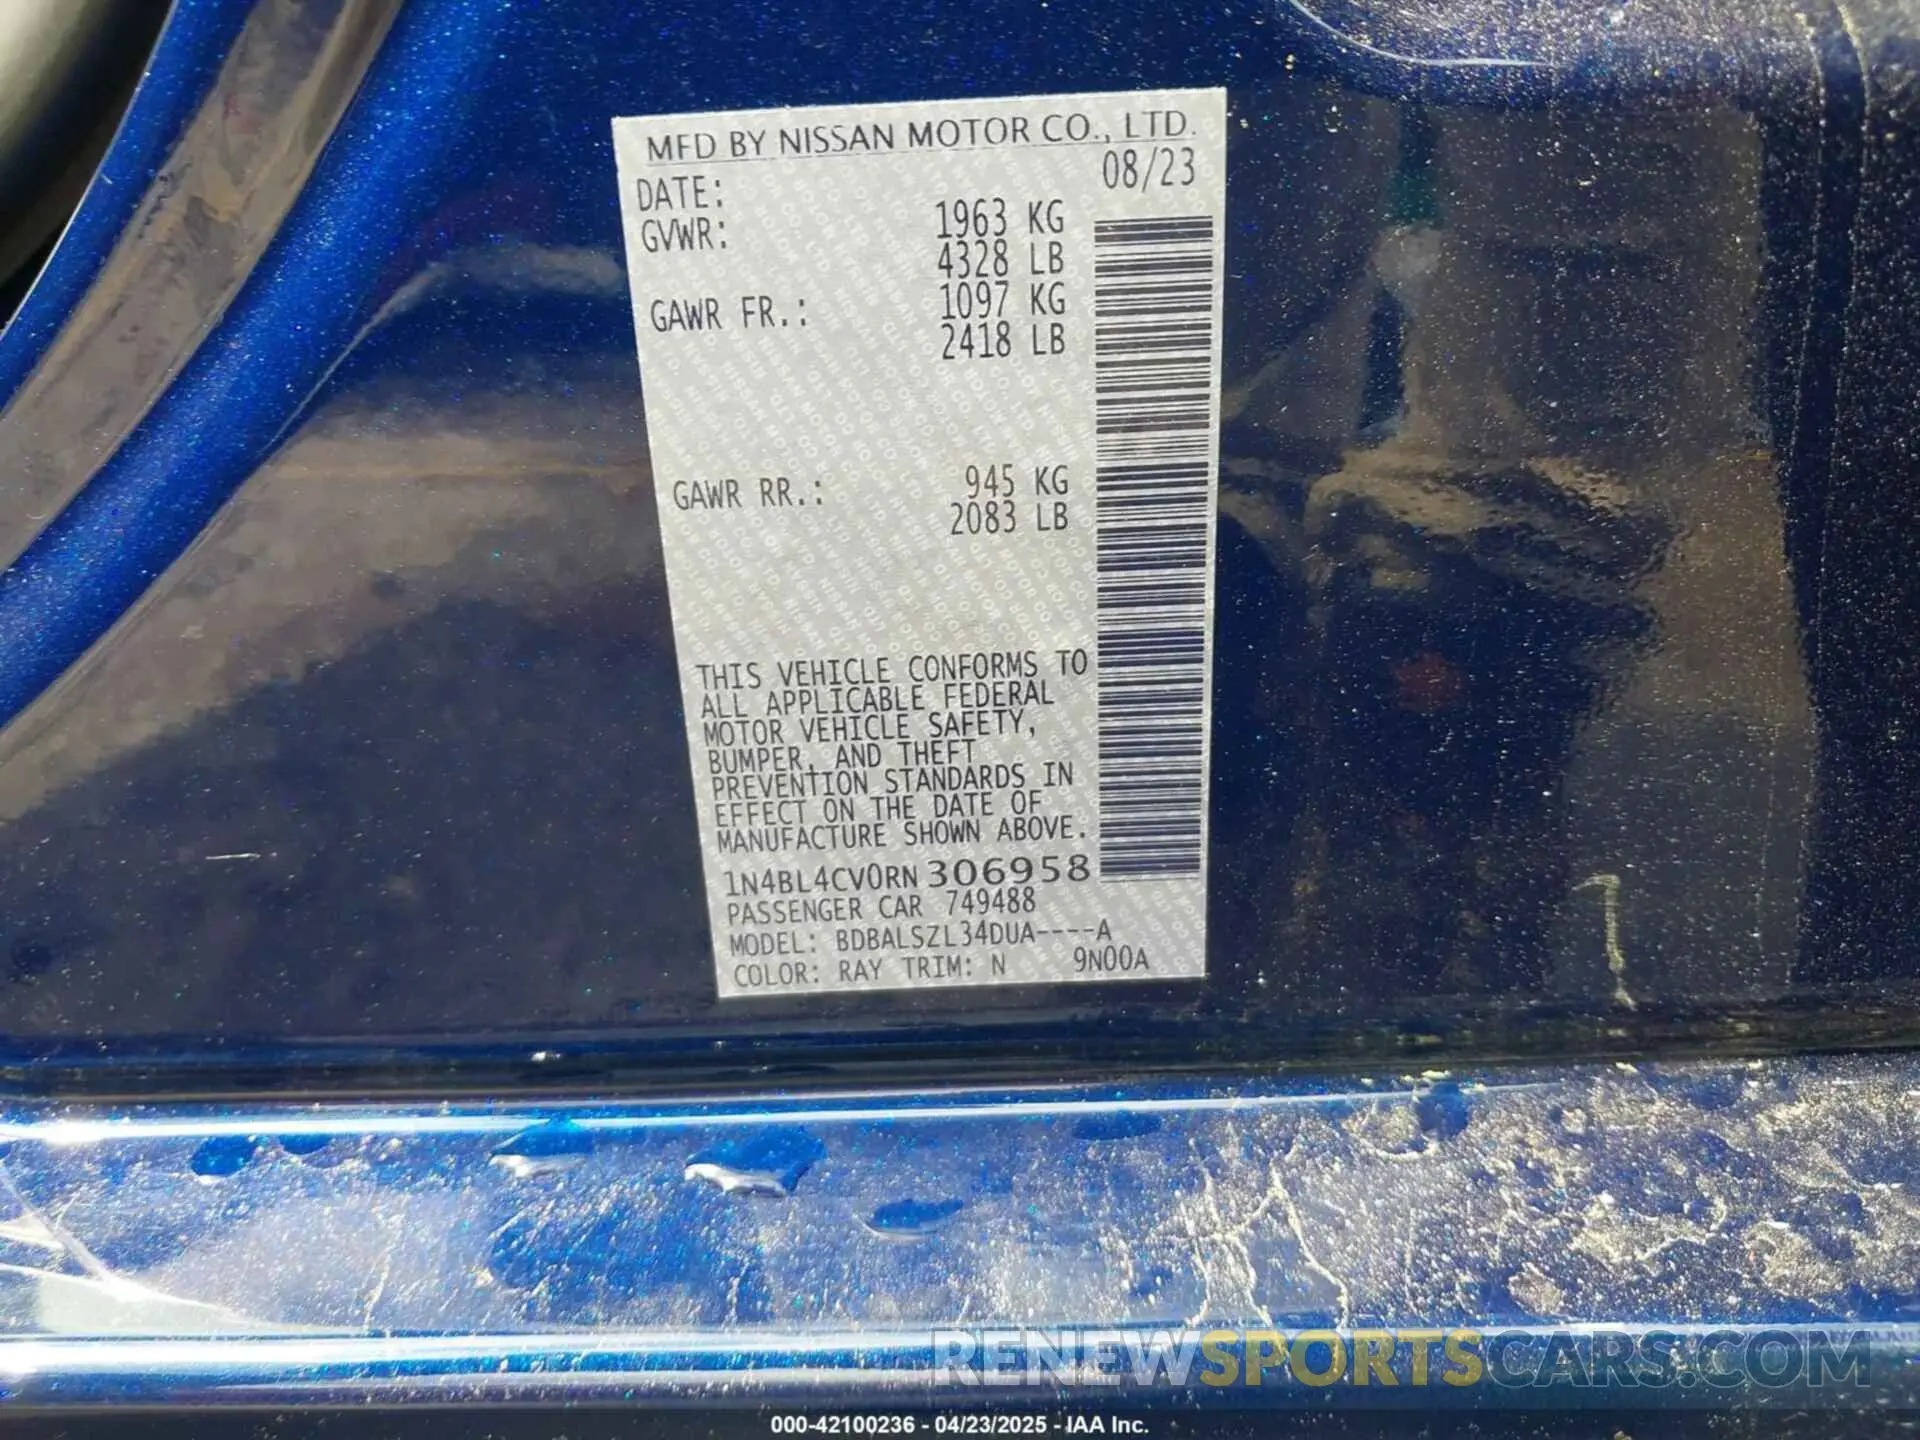 MFD BY NISSAN MOTOR CO., LTD.
DATE: 08/23
GVWR: 1963 KG
4328 LB
GAWR FR.: 1097 KG
2418 LB
GAWR RR.: 945 KG
2083 LB
THIS VEHICLE CONFORMS TO
ALL APPLICABLE FEDERAL
MOTOR VEHICLE SAFETY,
BUMPER, AND THEFT
PREVENTION STANDARDS IN
EFFECT ON THE DATE OF
MANUFACTURE SHOWN ABOVE.
1N4BL4CV0RN306958
PASSENGER CAR 749488
MODEL: BDBALSZL34DUA----A
COLOR: RAY TRIM: N 9N00A
RENEWSPORTSCARS.COM
000-42100236 - 04/23/2025 - IAA Inc.